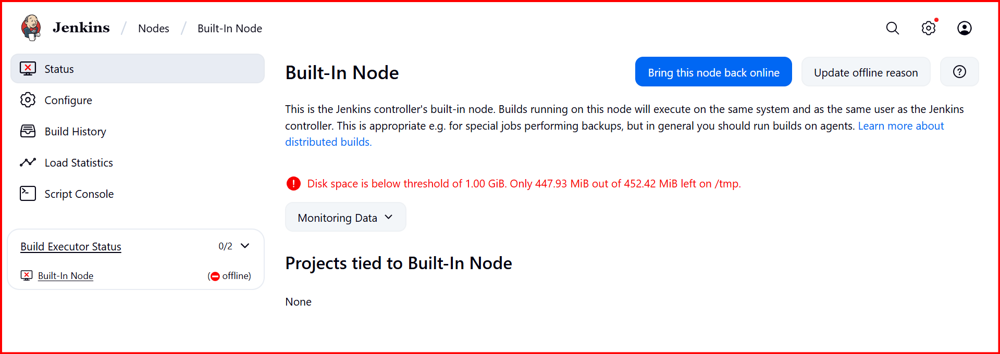 Jenkins / Nodes / Built-In Node
Status
Configure
Build History
Load Statistics
Script Console
Build Executor Status 0/2
Built-In Node (offline)
Built-In Node
Bring this node back online
Update offline reason
This is the Jenkins controller's built-in node. Builds running on this node will execute on the same system and as the same user as the Jenkins
controller. This is appropriate e.g. for special jobs performing backups, but in general you should run builds on agents. Learn more about
distributed builds.
Disk space is below threshold of 1.00 GiB. Only 447.93 MiB out of 452.42 MiB left on /tmp.
Monitoring Data
Projects tied to Built-In Node
None